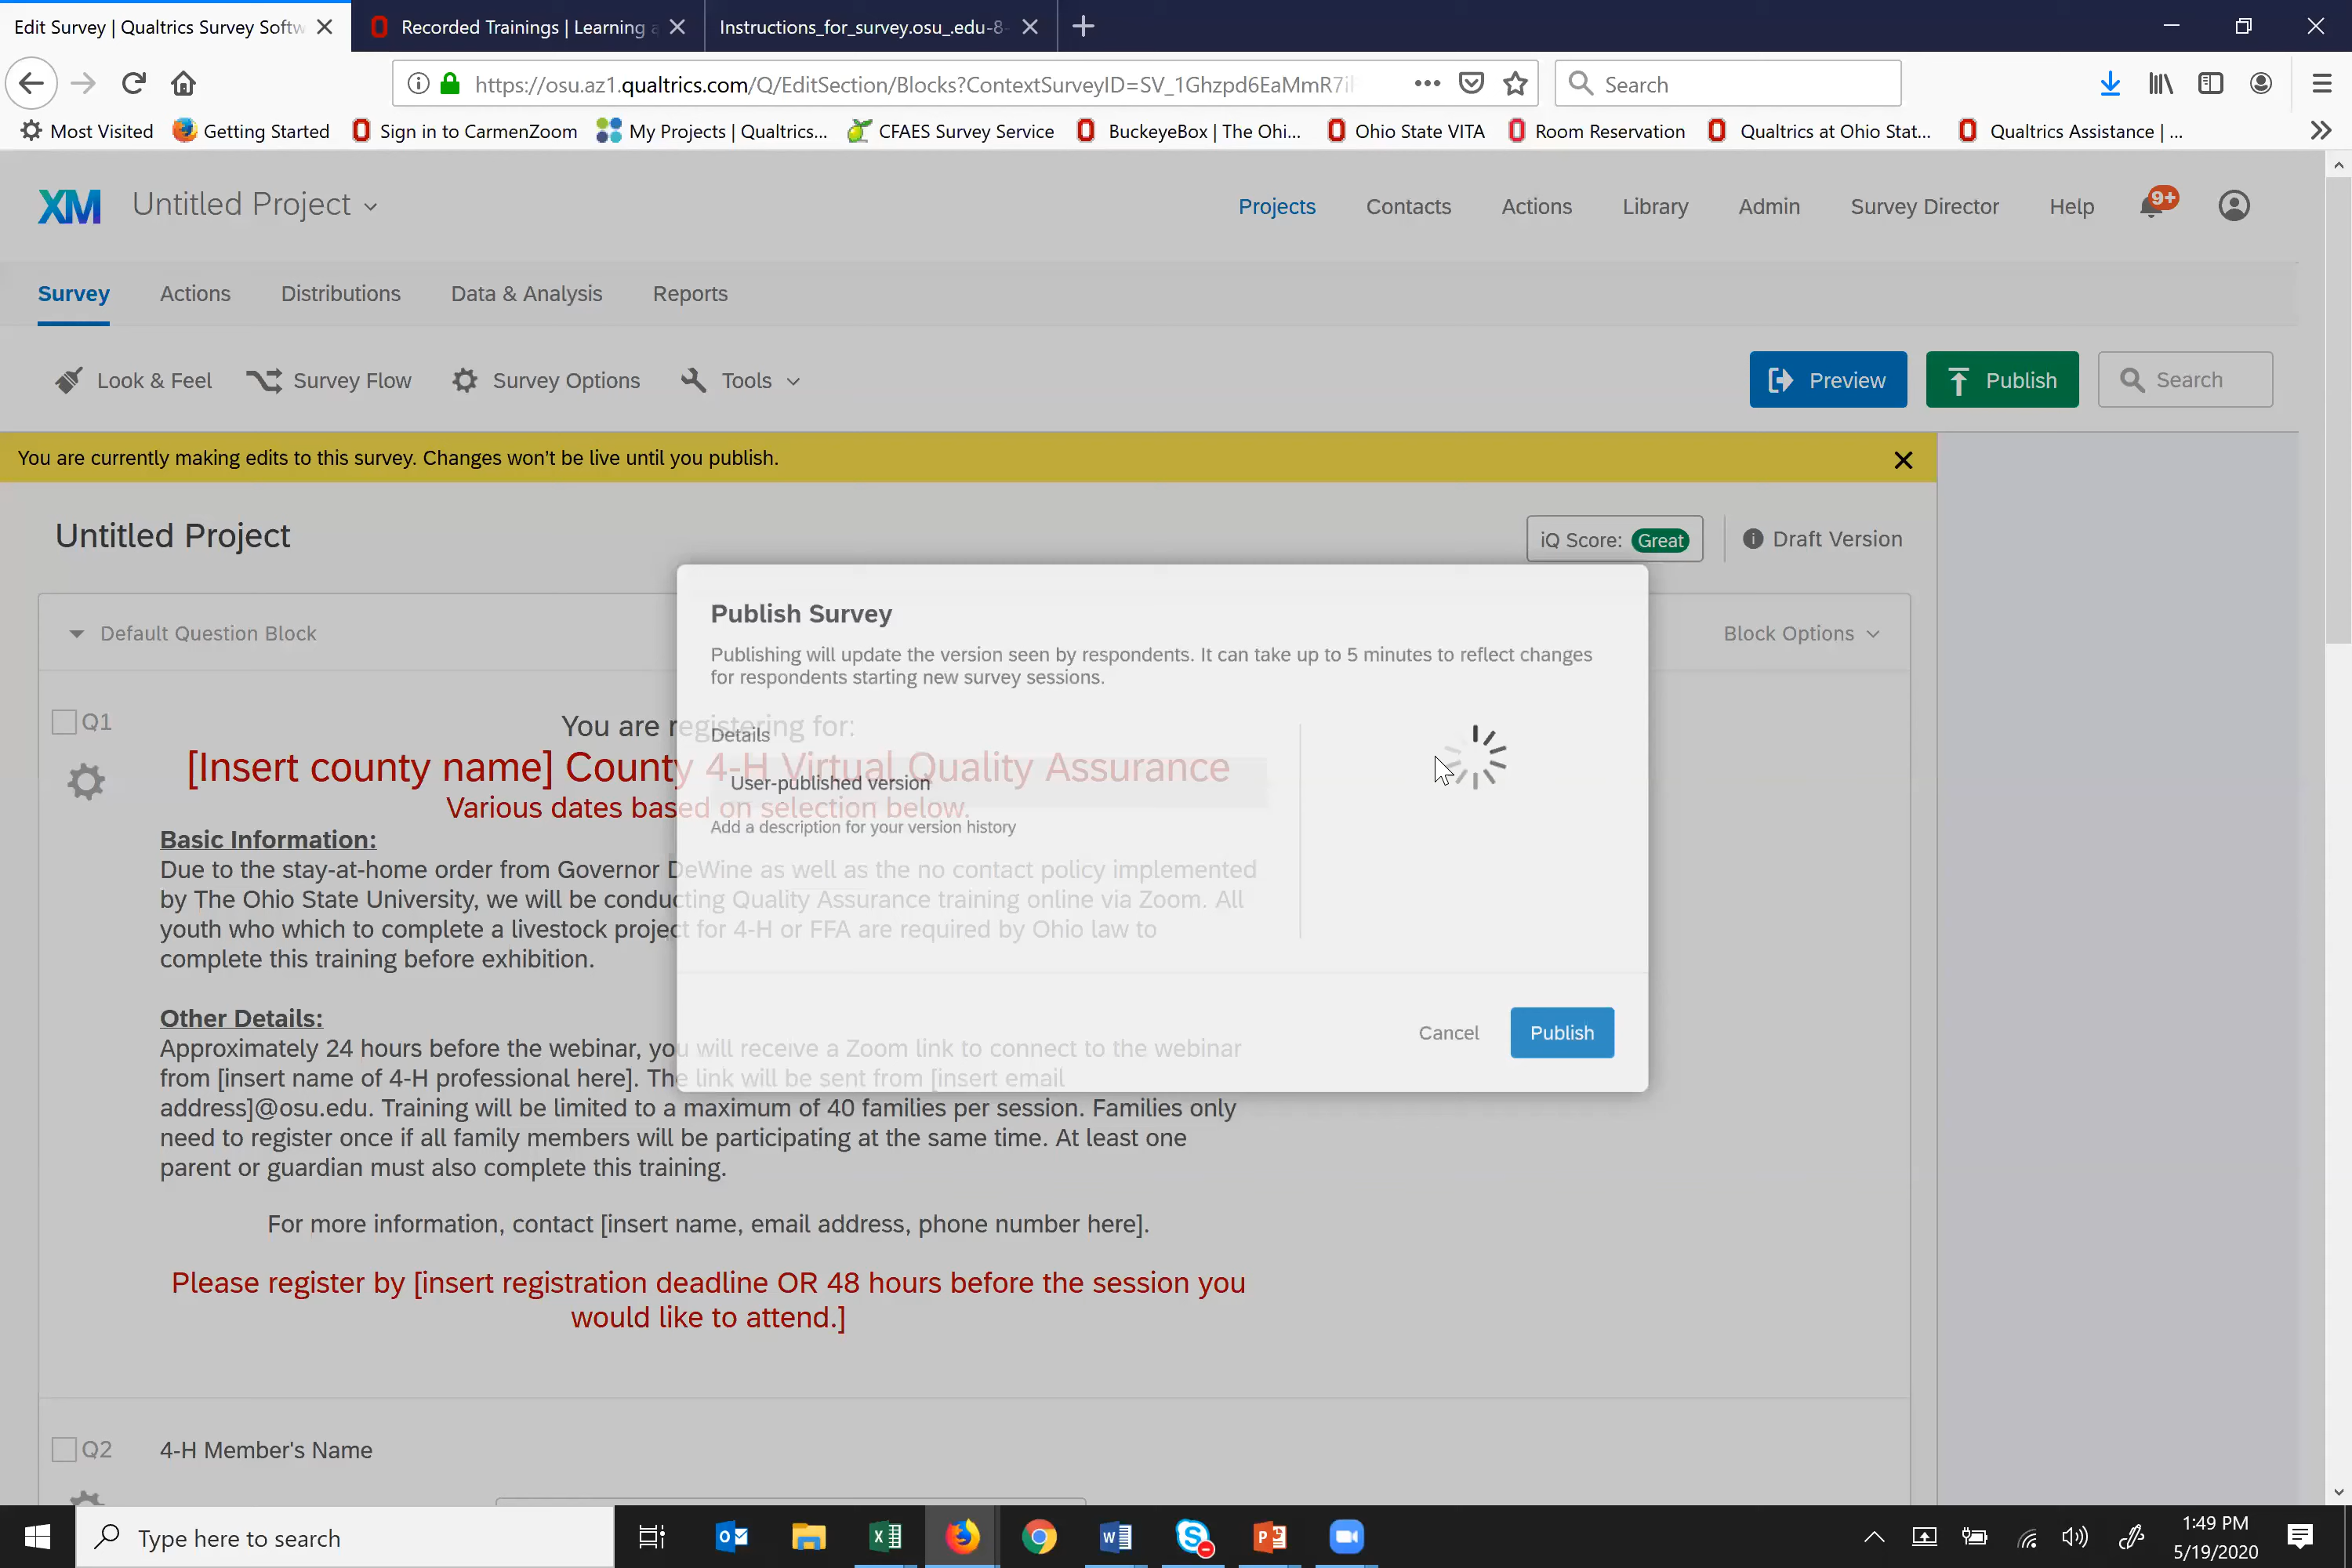 Edit Survey | Qualtrics Survey Softw
Recorded Trainings | Learning a
Instructions_for_survey.osu_.edu-8-
https://osu.az1.qualtrics.com/Q/EditSection/Blocks?ContextSurveyID=SV_1Ghzpd6EaMmR7i
Search
Most Visited
Getting Started
Sign in to CarmenZoom
My Projects | Qualtrics...
CFAES Survey Service
BuckeyeBox | The Ohi...
Ohio State VITA
Room Reservation
Qualtrics at Ohio Stat...
Qualtrics Assistance | ...
XM
Untitled Project
Projects
Contacts
Actions
Library
Admin
Survey Director
Help
9+
Survey
Actions
Distributions
Data & Analysis
Reports
Look & Feel
Survey Flow
Survey Options
Tools
Preview
Publish
Search
You are currently making edits to this survey. Changes won't be live until you publish.
Untitled Project
iQ Score: Great
Draft Version
Default Question Block
Block Options
Publish Survey
Publishing will update the version seen by respondents. It can take up to 5 minutes to reflect changes
for respondents starting new survey sessions.
Details
User-published version
Add a description for your version history
Cancel
Publish
Q1
You are registering for:
[Insert county name] County 4-H Virtual Quality Assurance
Various dates based on selection below.
Basic Information:
Due to the stay-at-home order from Governor DeWine as well as the no contact policy implemented
by The Ohio State University, we will be conducting Quality Assurance training online via Zoom. All
youth who which to complete a livestock project for 4-H or FFA are required by Ohio law to
complete this training before exhibition.
Other Details:
Approximately 24 hours before the webinar, you will receive a Zoom link to connect to the webinar
from [insert name of 4-H professional here]. The link will be sent from [insert email
address]@osu.edu. Training will be limited to a maximum of 40 families per session. Families only
need to register once if all family members will be participating at the same time. At least one
parent or guardian must also complete this training.
For more information, contact [insert name, email address, phone number here].
Please register by [insert registration deadline OR 48 hours before the session you
would like to attend.]
Q2
4-H Member's Name
Type here to search
1:49 PM
5/19/2020